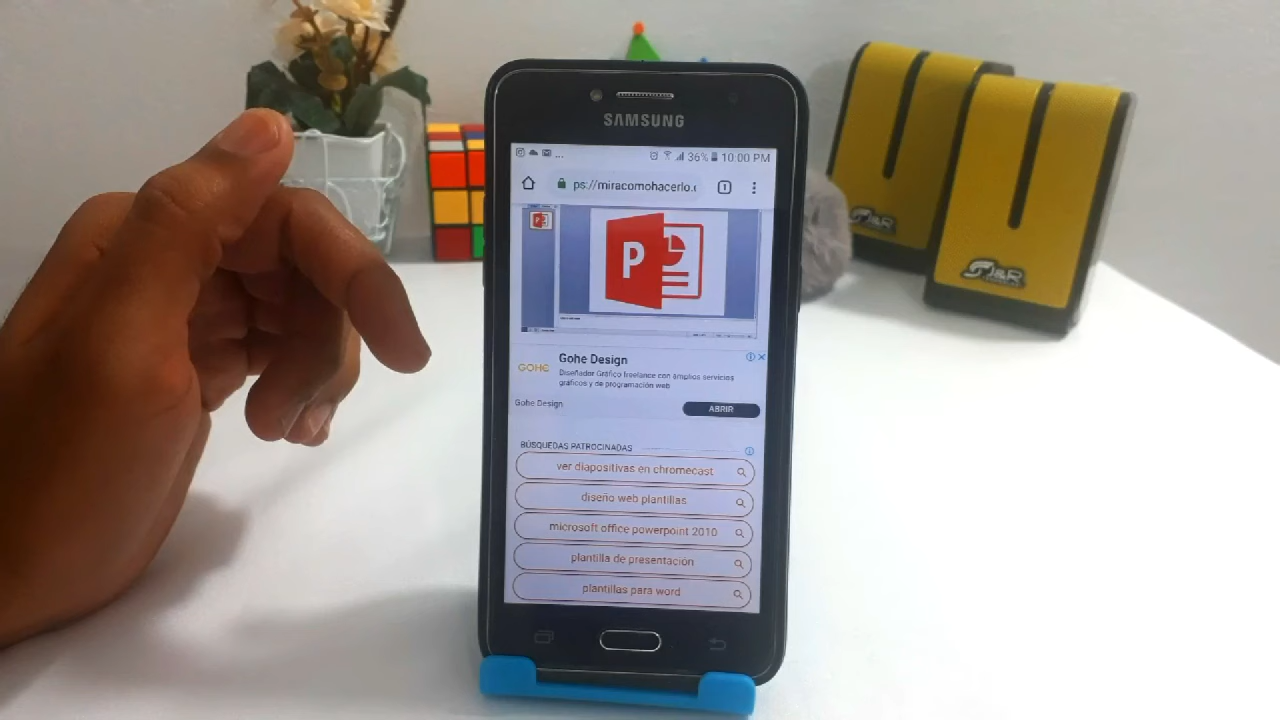 SAMSUNG
... 36% 10:00 PM
ps://miracomohacerlo.c
1
P
Gohe Design
GOHE
Diseñador Gráfico freelance con amplios servicios
gráficos y de programación web
Gohe Design
ABRIR
BÚSQUEDAS PATROCINADAS
ver diapositivas en chromecast
diseño web plantillas
microsoft office powerpoint 2010
plantilla de presentación
plantillas para word
J&R
J&R